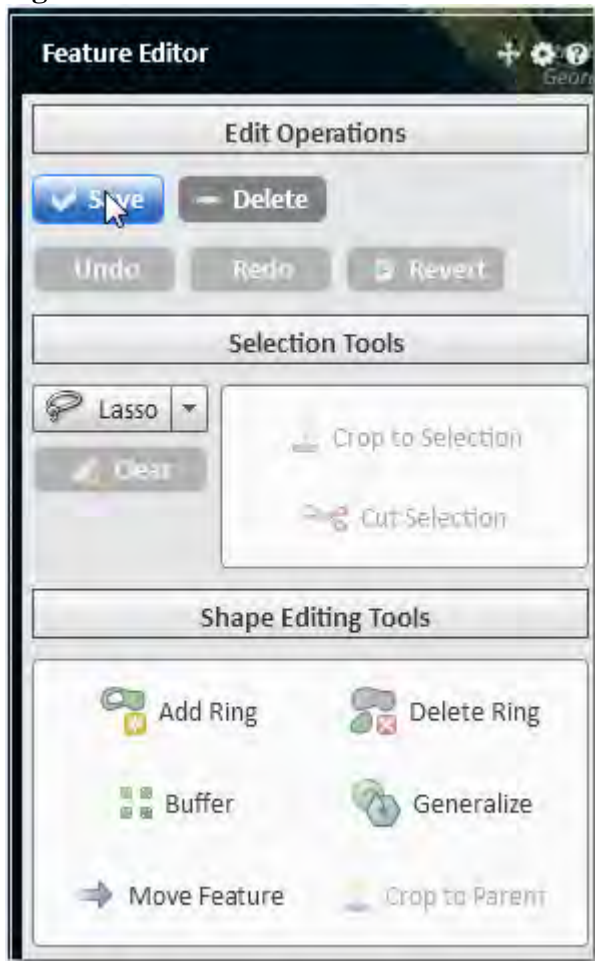 Feature Editor
Edit Operations
Save Delete
Undo Redo Revert
Selection Tools
Lasso
Crop to Selection
Clear
Cut Selection
Shape Editing Tools
Add Ring Delete Ring
Buffer Generalize
Move Feature Crop to Parent